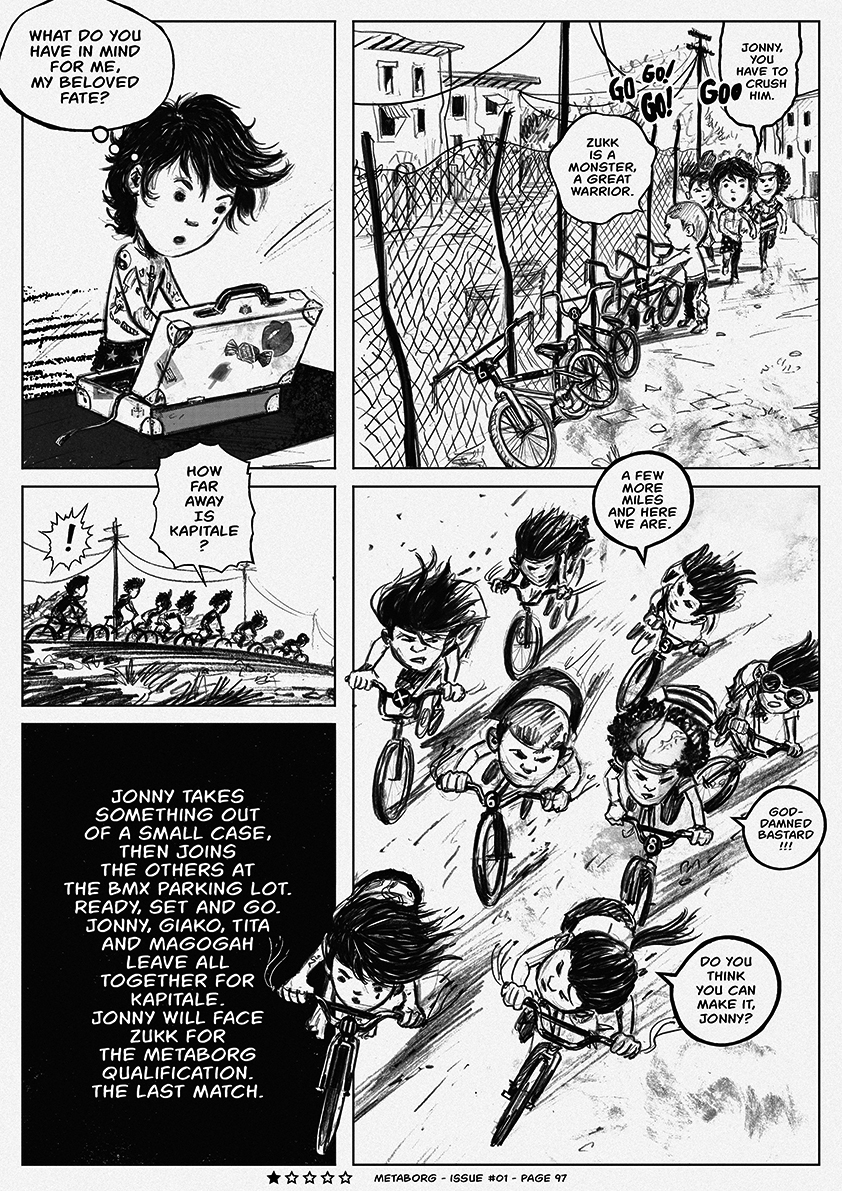 WHAT DO YOU
HAVE IN MIND
FOR ME,
MY BELOVED
FATE?
GO
GO!
GO!
GOO
JONNY,
YOU
HAVE TO
CRUSH
HIM.
ZUKK
IS A
MONSTER,
A GREAT
WARRIOR.
6
!
HOW
FAR
AWAY
IS
KAPITALE
?
A FEW
MORE
MILES
AND HERE
WE ARE.
6
8
GOD-
DAMNED
BASTARD
!!!
JONNY TAKES
SOMETHING OUT
OF A SMALL CASE,
THEN JOINS
THE OTHERS AT
THE BMX PARKING LOT.
READY, SET AND GO.
JONNY, GIAKO, TITA
AND MAGOGAH
LEAVE ALL
TOGETHER FOR
KAPITALE.
JONNY WILL FACE
ZUKK FOR
THE METABORG
QUALIFICATION.
THE LAST MATCH.
DO YOU
THINK
YOU CAN
MAKE IT,
JONNY?
METABORG - ISSUE #01 - PAGE 97